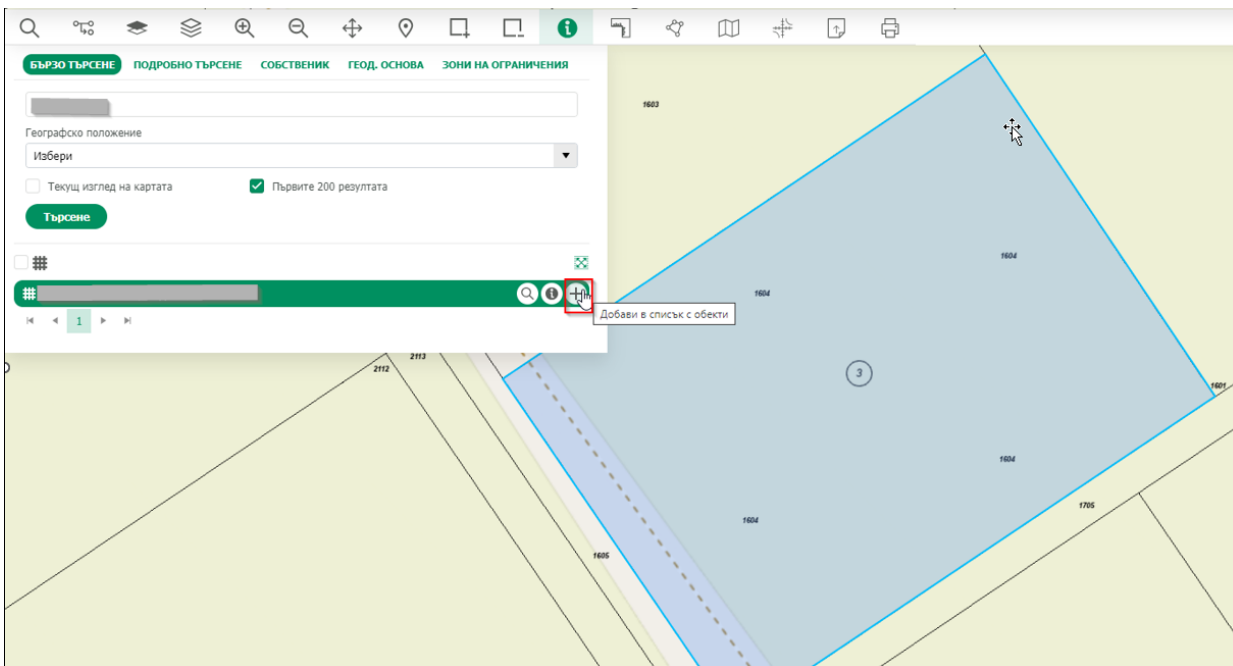 БЪРЗО ТЪРСЕНЕ ПОДРОБНО ТЪРСЕНЕ СОБСТВЕНИК ГЕОД. ОСНОВА ЗОНИ НА ОГРАНИЧЕНИЯ
Географско положение
Избери
Текущ изглед на картата Първите 200 резултата
Търсене
1
Добави в списък с обекти
1603
1604
1604
2113
2112
3
1601
1604
1705
1604
1605